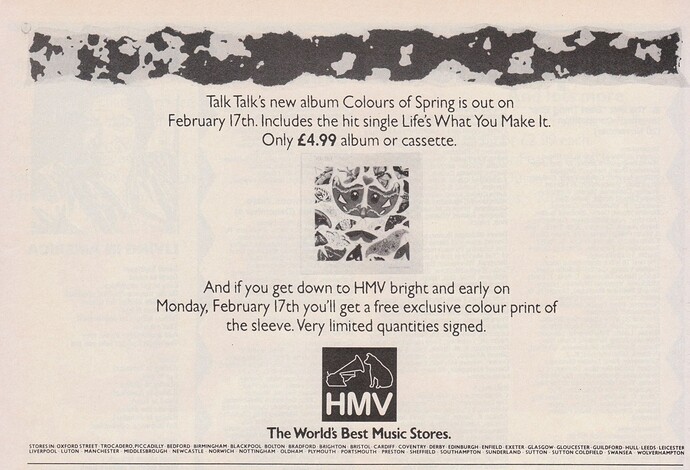 Talk Talk's new album Colours of Spring is out on
February 17th. Includes the hit single Life's What You Make It.
Only £4.99 album or cassette.
And if you get down to HMV bright and early on
Monday, February 17th you'll get a free exclusive colour print of
the sleeve. Very limited quantities signed.
HMV
The World's Best Music Stores.
STORES IN: OXFORD STREET · TROCADERO, PICCADILLY · BEDFORD · BIRMINGHAM · BLACKPOOL · BOLTON · BRADFORD · BRIGHTON · BRISTOL · CARDIFF · COVENTRY · DERBY · EDINBURGH · ENFIELD · EXETER · GLASGOW · GLOUCESTER · GUILDFORD · HULL · LEEDS · LEICESTER
LIVERPOOL · LUTON · MANCHESTER · MIDDLESBROUGH · NEWCASTLE · NORWICH · NOTTINGHAM · OLDHAM · PLYMOUTH · PORTSMOUTH · PRESTON · SHEFFIELD · SOUTHAMPTON · SUNDERLAND · SUTTON · SUTTON COLDFIELD · SWANSEA · WOLVERHAMPTON